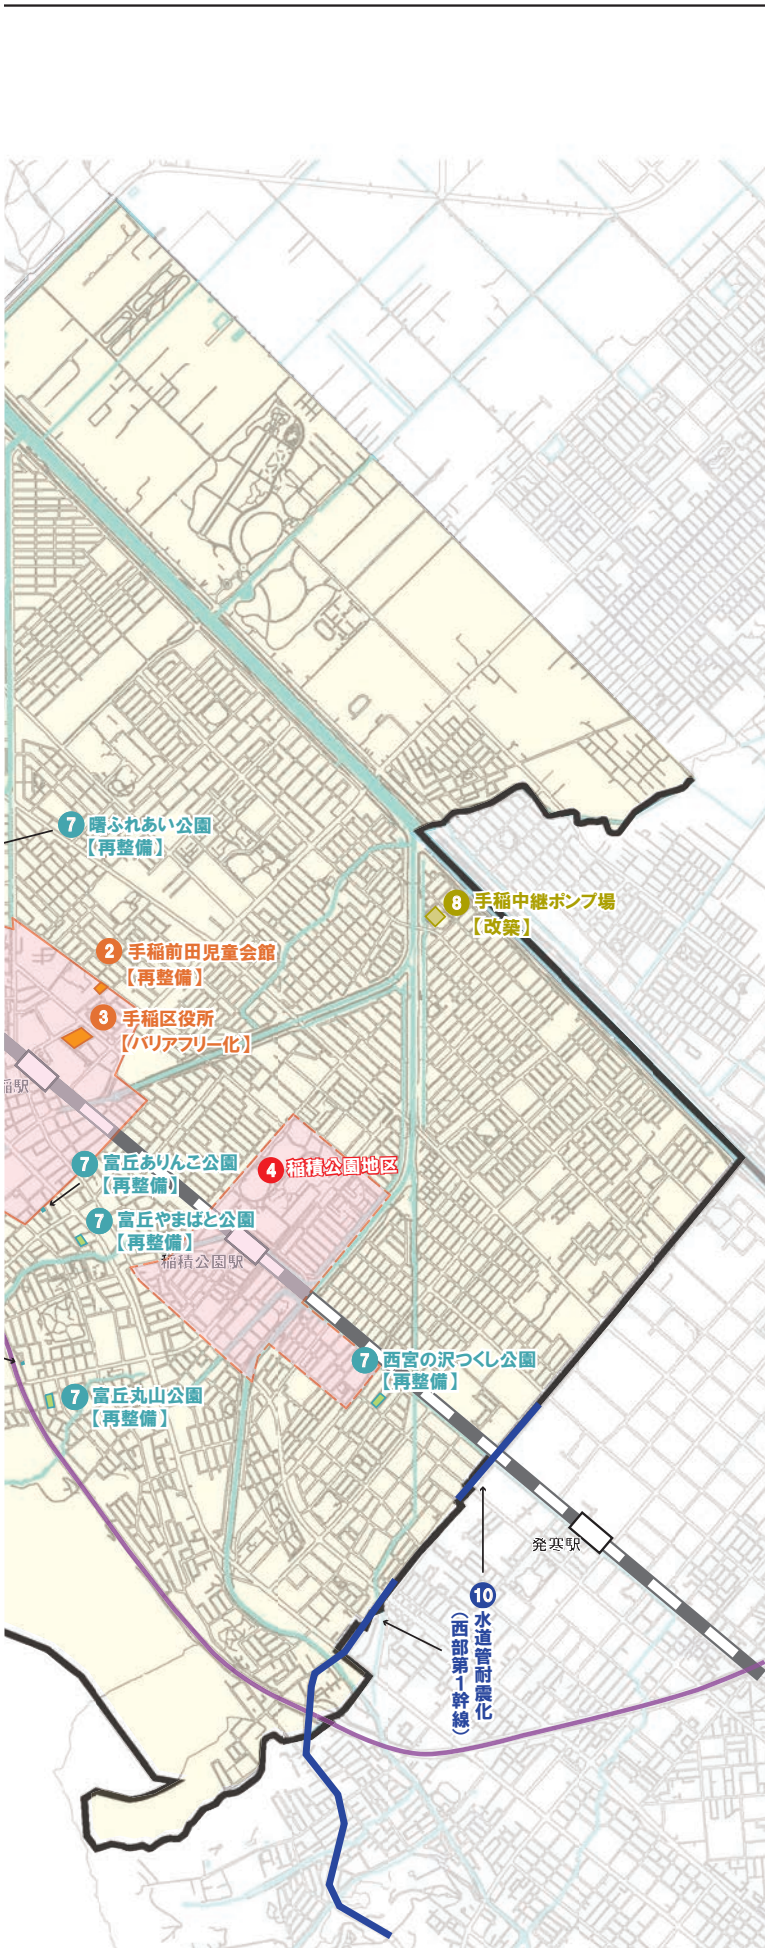 7 曙ふれあい公園
【再整備】
8 手稲中継ポンプ場
【改築】
2 手稲前田児童会館
【再整備】
3 手稲区役所
【バリアフリー化】
稲駅
7 富丘ありんこ公園
【再整備】
4 稲積公園地区
7 富丘やまばと公園
【再整備】
稲積公園駅
7 西宮の沢つくし公園
【再整備】
7 富丘丸山公園
【再整備】
発寒駅
10 水道管耐震化
(西部第1幹線)